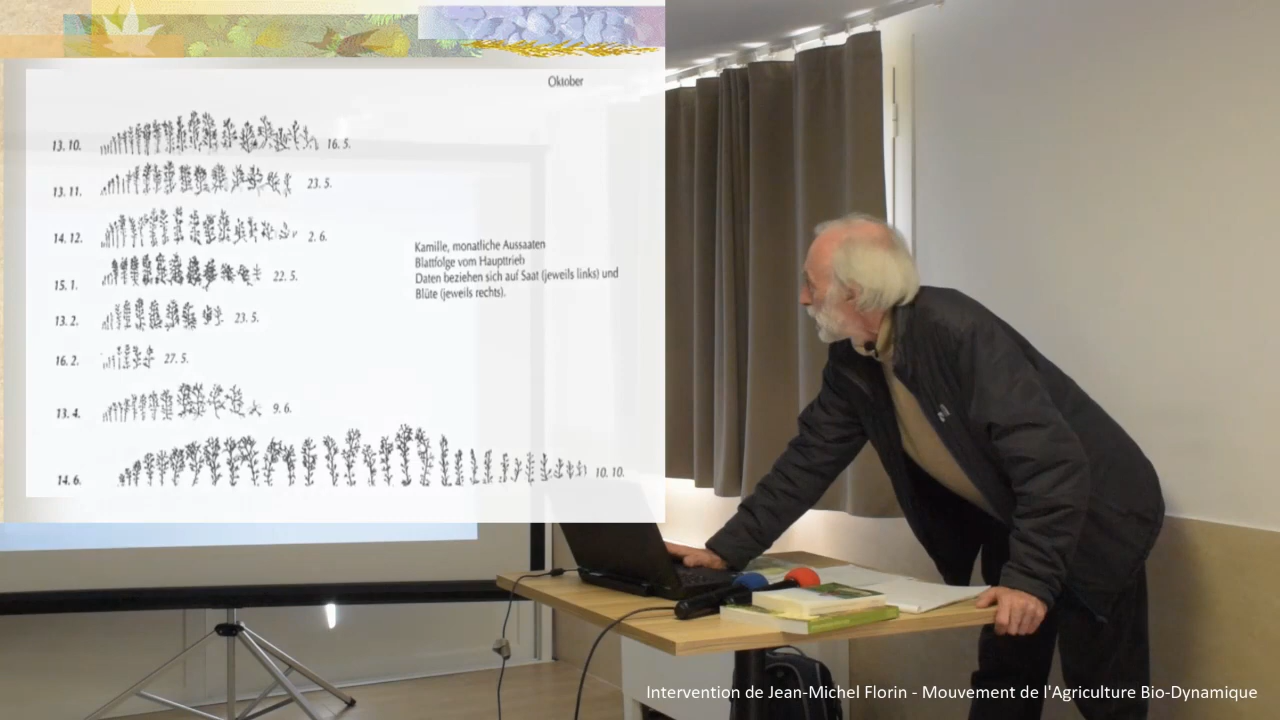 Oktober
13. 10. 16. 5.
13. 11. 23. 5.
14. 12. 2. 6.
15. 1. 22. 5.
13. 2. 23. 5.
16. 2. 27. 5.
13. 4. 9. 6.
14. 6. 10. 10.
Kamille, monatliche Aussaaten
Blattfolge vom Haupttrieb
Daten beziehen sich auf Saat (jeweils links) und
Blüte (jeweils rechts).
Intervention de Jean-Michel Florin - Mouvement de l'Agriculture Bio-Dynamique